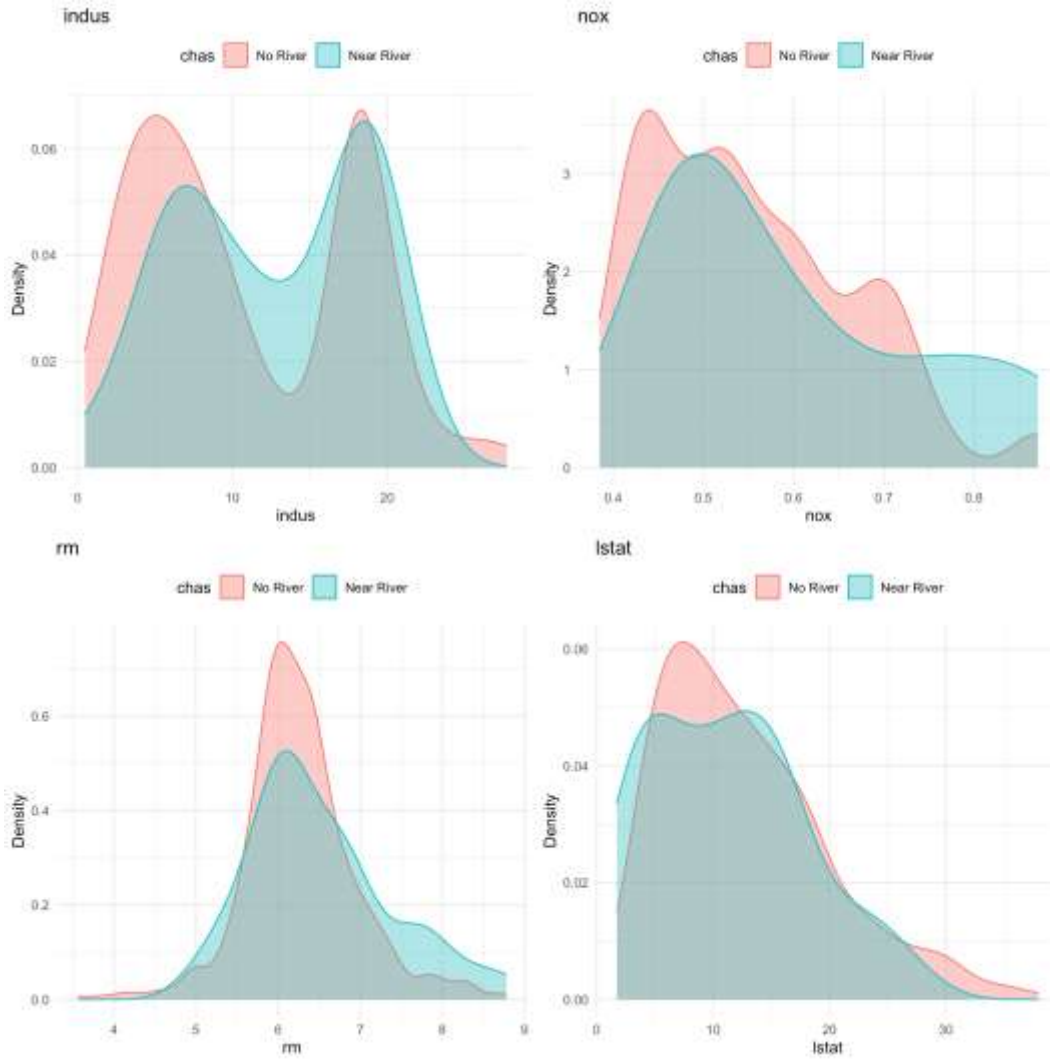 indus
chas No River Near River
Density
0.06
0.04
0.02
0.00
0 10 20
indus
nox
chas No River Near River
Density
3
2
1
0
0.4 0.5 0.6 0.7 0.8
nox
rm
chas No River Near River
Density
0.6
0.4
0.2
0.0
4 5 6 7 8 9
rm
lstat
chas No River Near River
Density
0.06
0.04
0.02
0.00
0 10 20 30
lstat